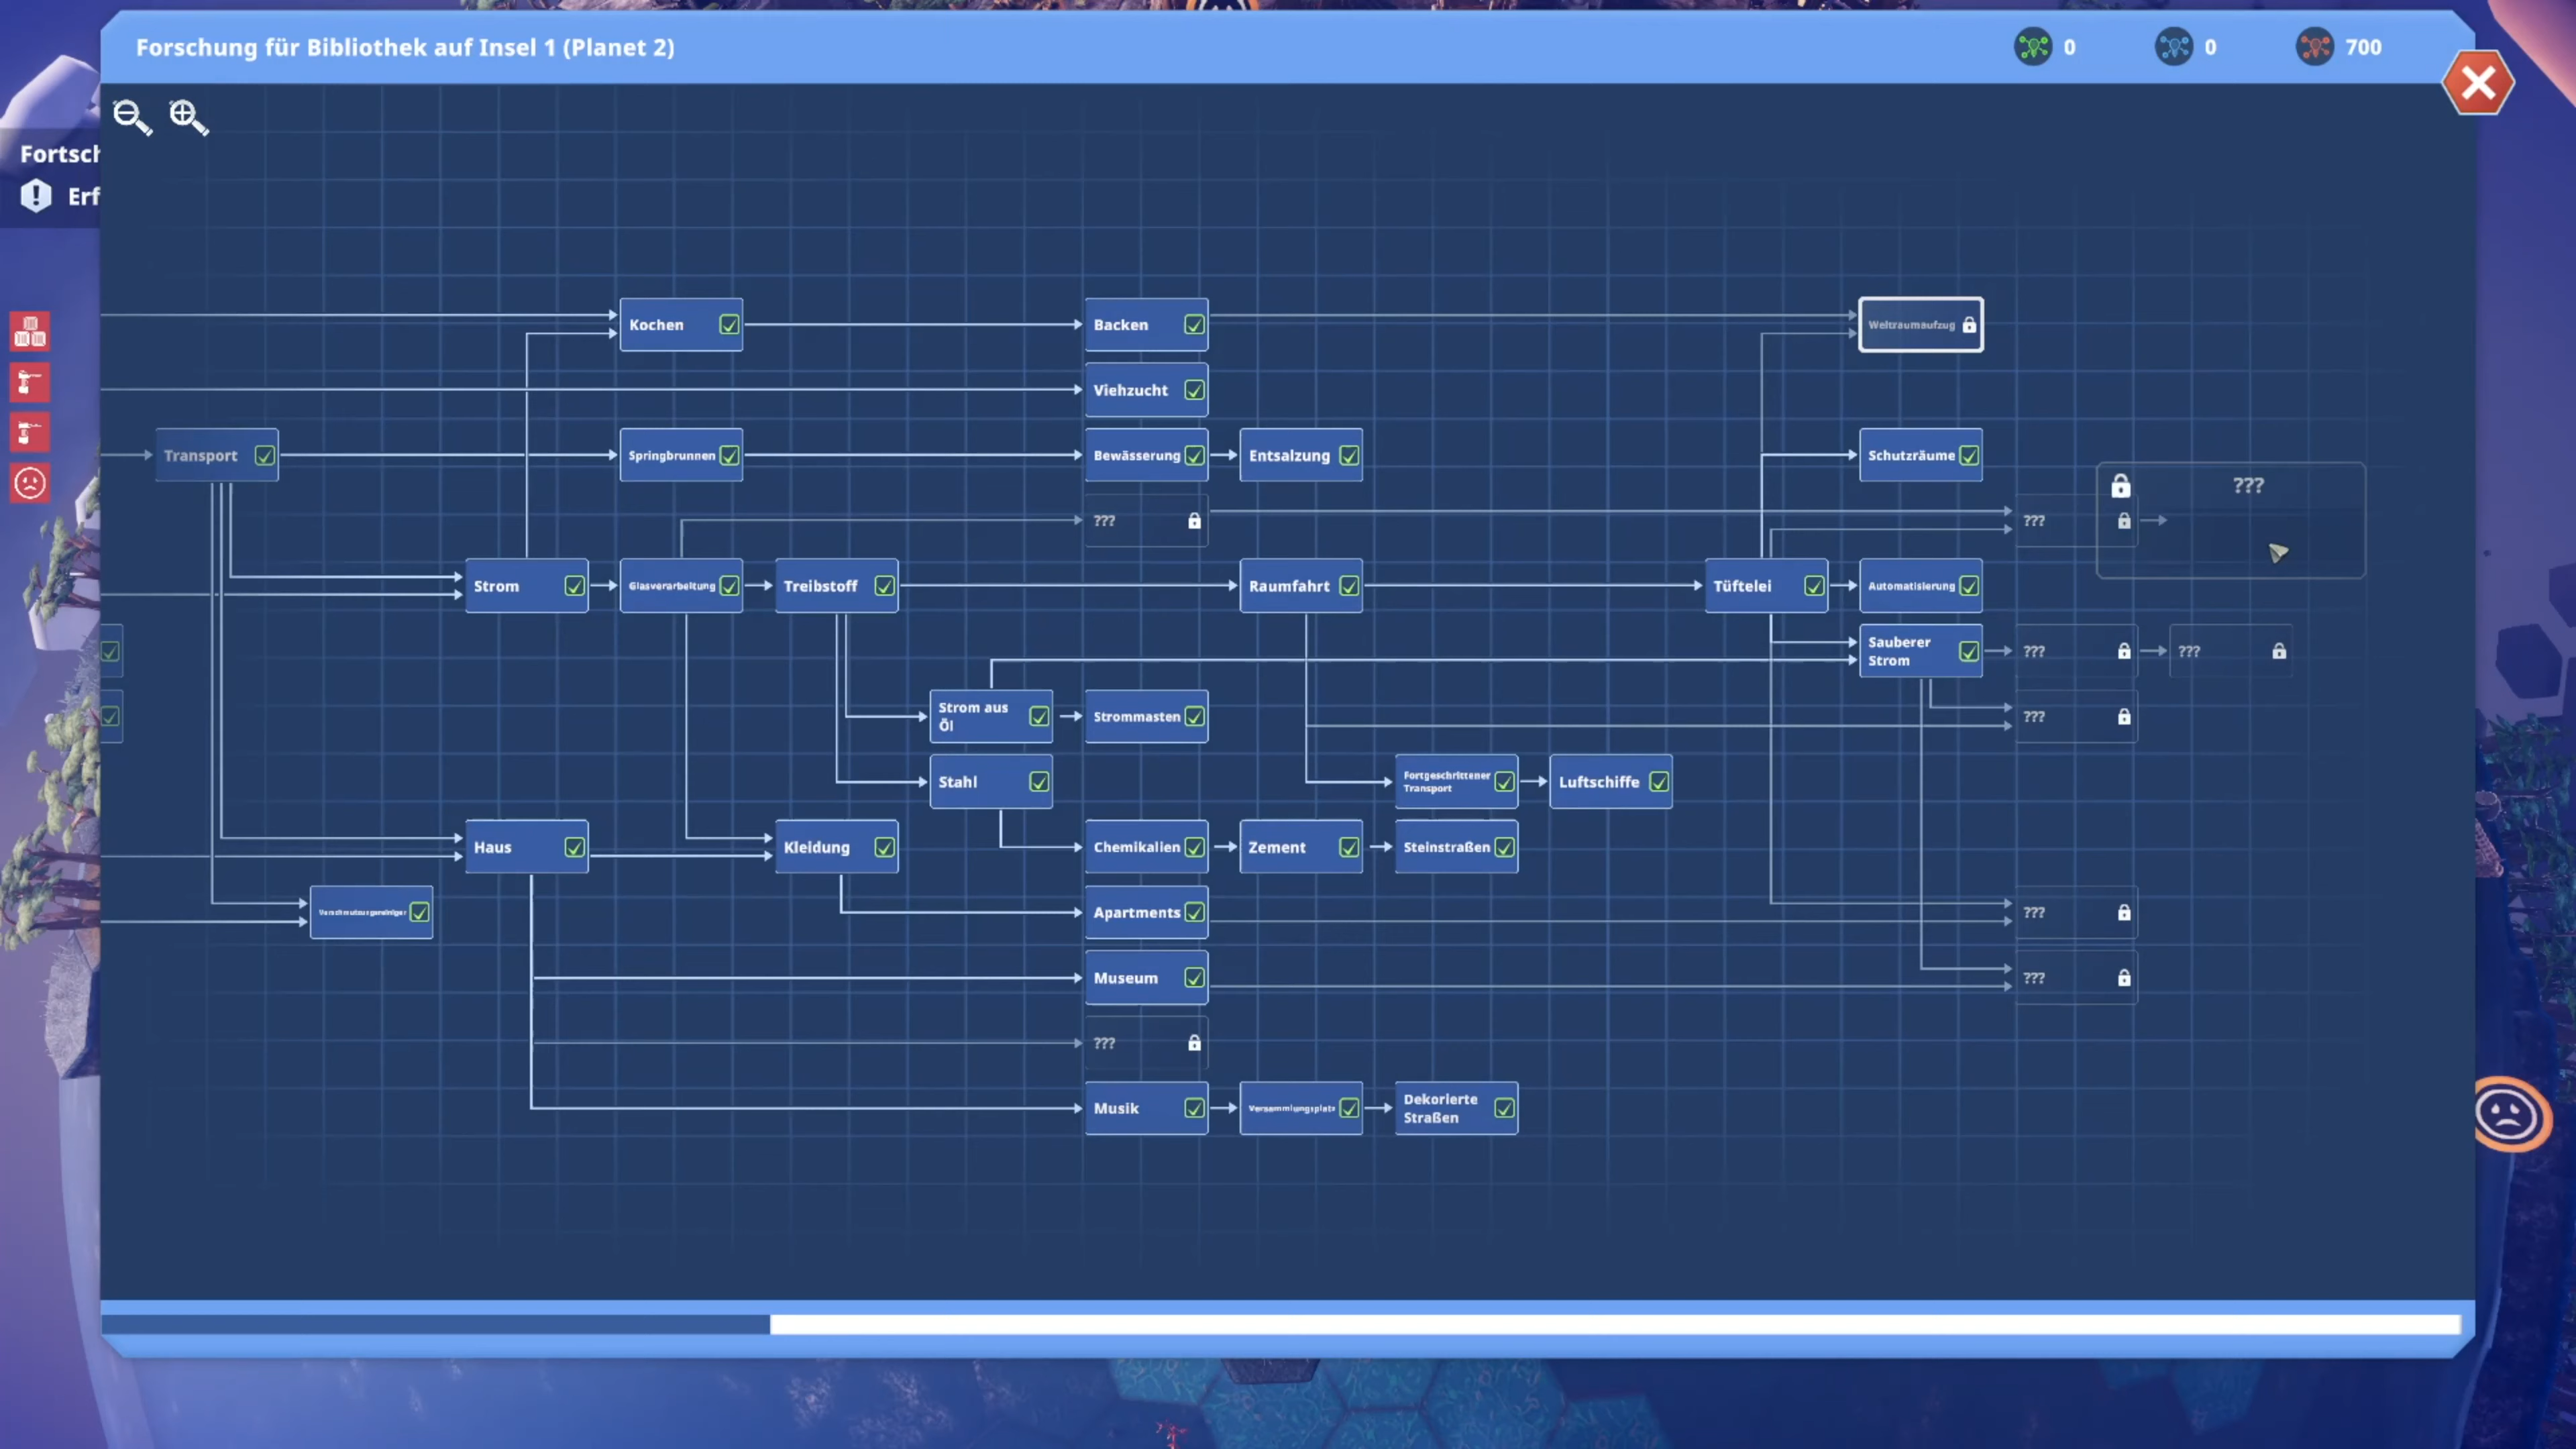 Forschung für Bibliothek auf Insel 1 (Planet 2)
0
0
700
Fortsch
Erf
Kochen
Backen
Weltraumaufzug
Viehzucht
Transport
Springbrunnen
Bewässerung
Entsalzung
Schutzräume
???
???
???
Strom
Glasverarbeitung
Treibstoff
Raumfahrt
Tüftelei
Automatisierung
Sauberer
Strom
???
???
Strom aus
Öl
Strommasten
???
Stahl
Fortgeschrittener
Transport
Luftschiffe
Haus
Kleidung
Chemikalien
Zement
Steinstraßen
Verschmutzungsreiniger
Apartments
???
Museum
???
???
Musik
Versammlungsplatz
Dekorierte
Straßen